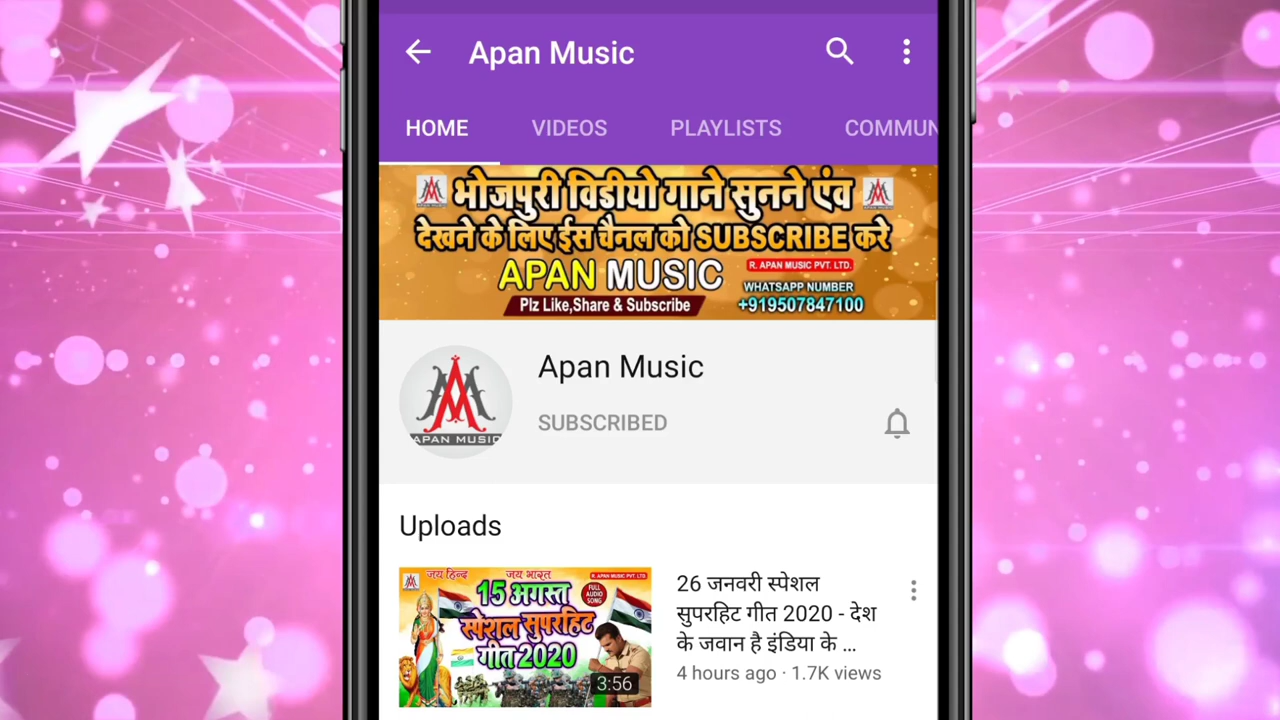 Apan Music
HOME VIDEOS PLAYLISTS COMMUN
भोजपुरी विडीयो गाने सुनने एंव
देखने के लिए ईस चैनल को SUBSCRIBE करे
APAN MUSIC
R. APAN MUSIC PVT. LTD.
WHATSAPP NUMBER
+919507847100
Plz Like,Share & Subscribe
APAN MUSIC
Apan Music
SUBSCRIBED
Uploads
जय हिन्द जय भारत
R. APAN MUSIC PVT. LTD
15 अगस्त
FULL AUDIO SONG
स्पेशल सुपरहिट
गीत 2020
3:56
26 जनवरी स्पेशल
सुपरहिट गीत 2020 - देश
के जवान है इंडिया के ...
4 hours ago · 1.7K views